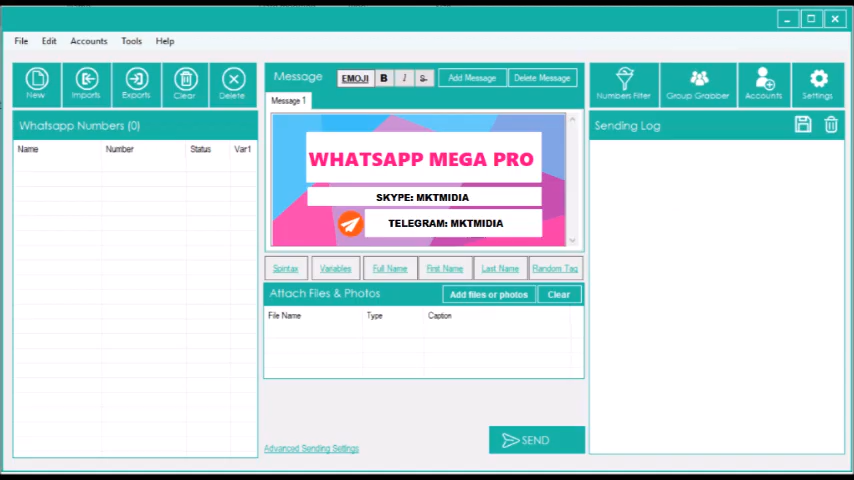 File Edit Accounts Tools Help
New Imports Exports Clear Delete
Message EMOJI B I S Add Message Delete Message
Numbers Filter Group Grabber Accounts Settings
Message 1
Whatsapp Numbers (0)
Name Number Status Var1
WHATSAPP MEGA PRO
SKYPE: MKTMIDIA
TELEGRAM: MKTMIDIA
Spintax Variables Full Name First Name Last Name Random Tag
Attach Files & Photos Add files or photos Clear
File Name Type Caption
Advanced Sending Settings
SEND
Sending Log